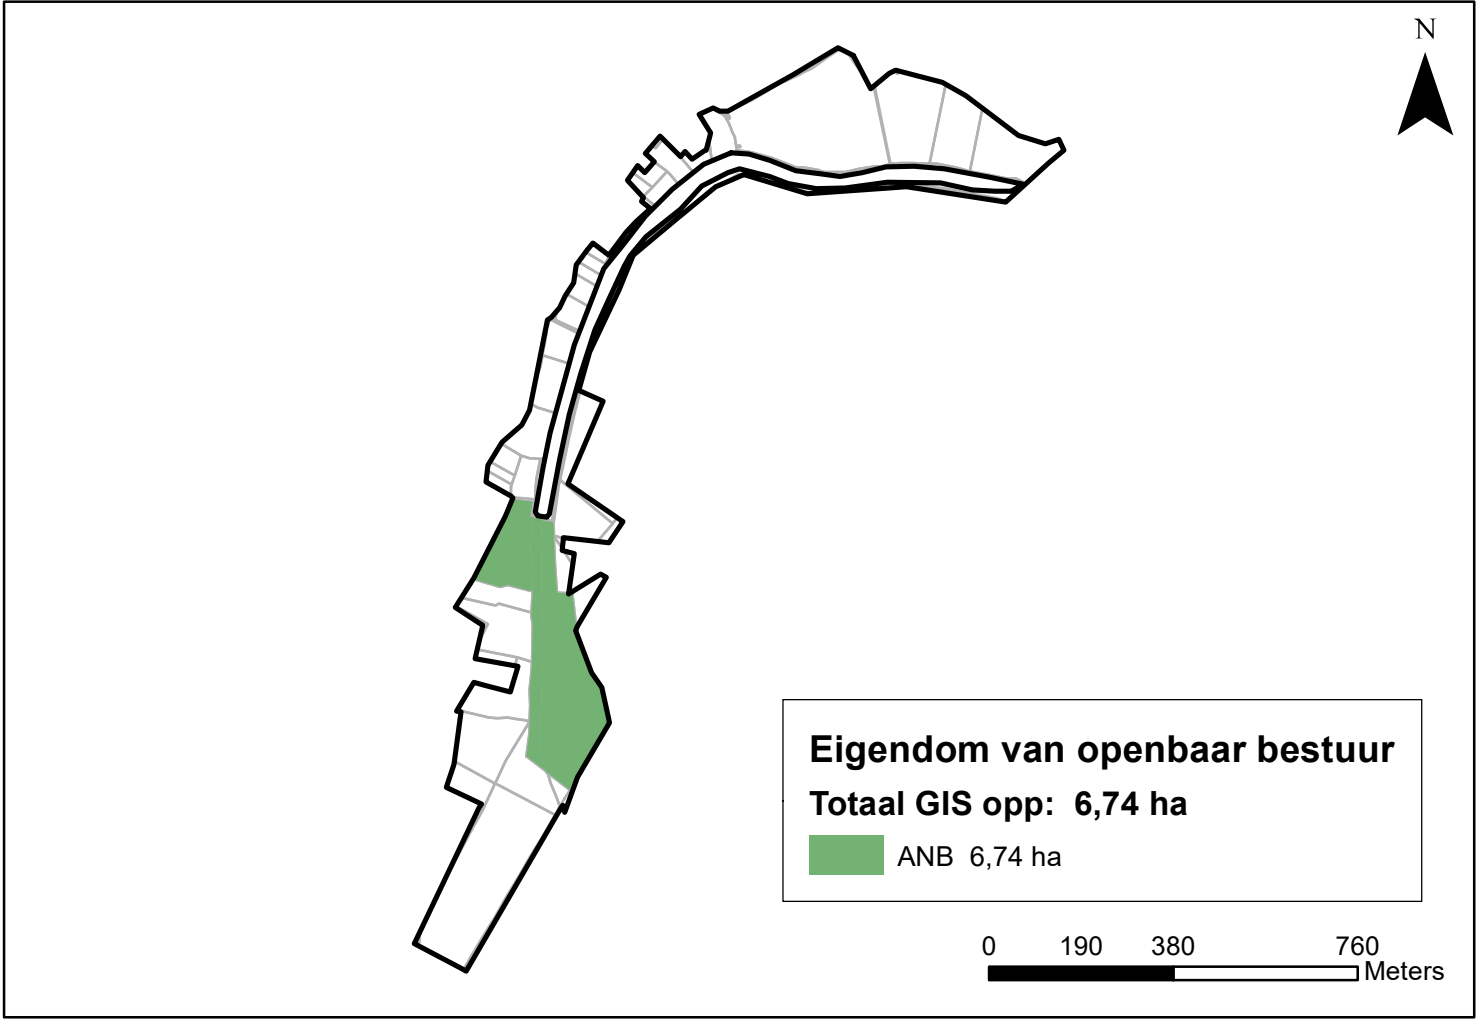 N
Eigendom van openbaar bestuur
Totaal GIS opp: 6,74 ha
ANB 6,74 ha
0 190 380 760
Meters